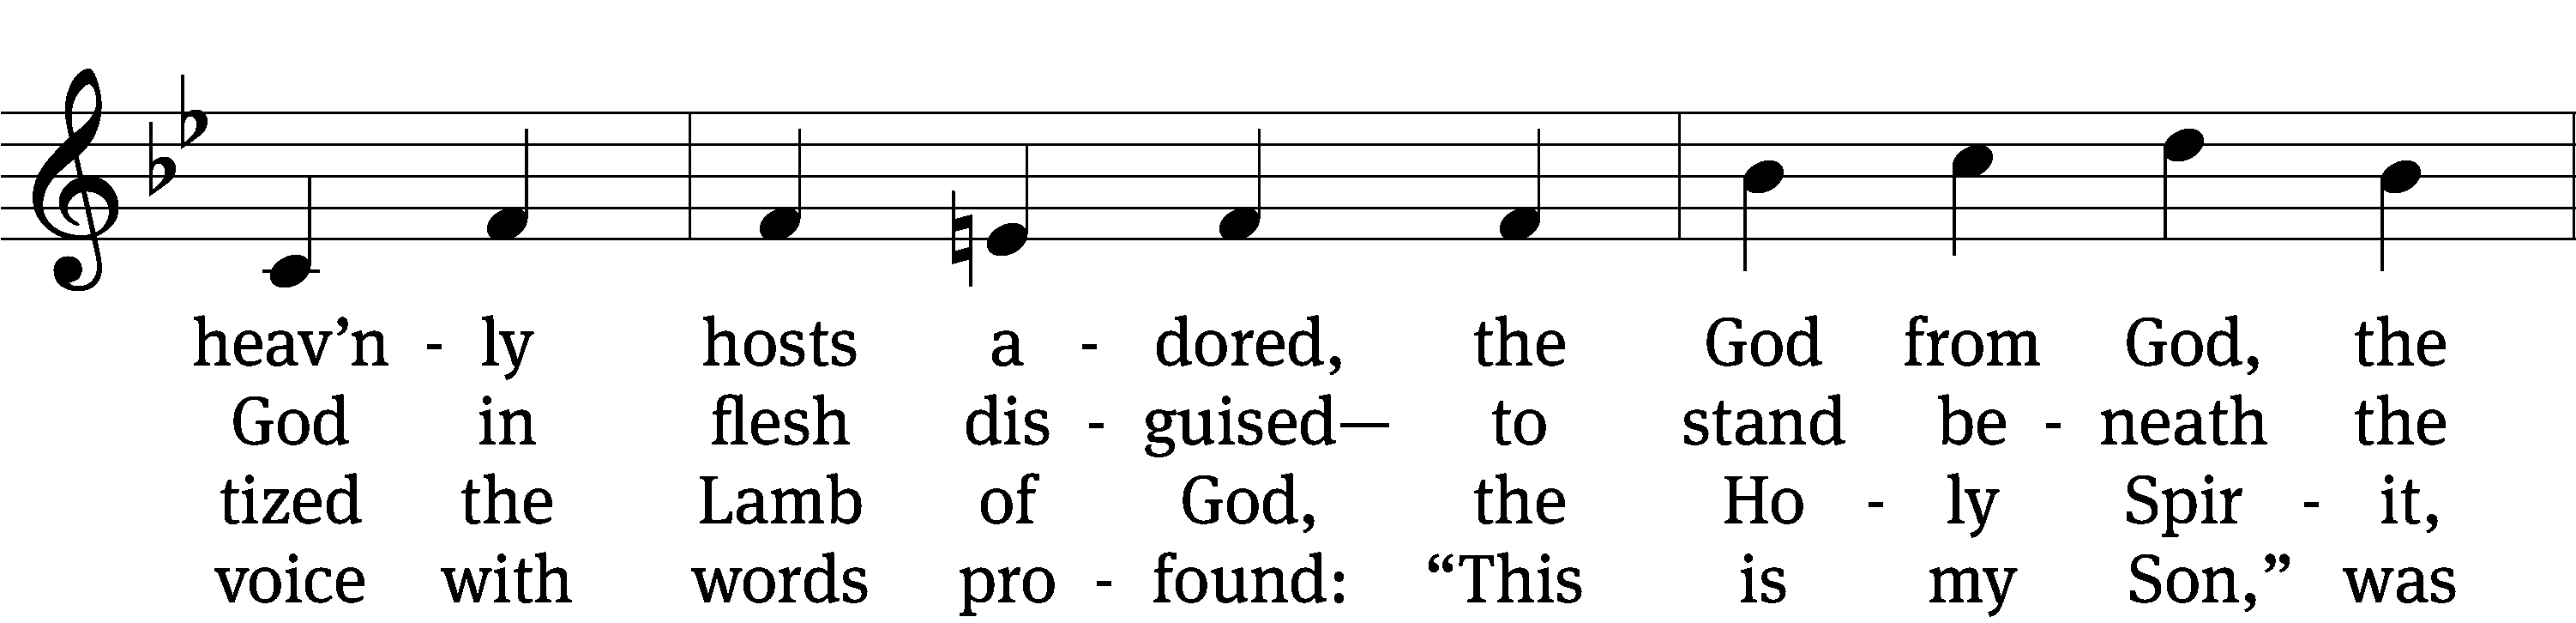 heav’n - ly hosts a - dored, the God from God, the
God in flesh dis - guised— to stand be - neath the
tized the Lamb of God, the Ho - ly Spir - it,
voice with words pro - found: “This is my Son,” was